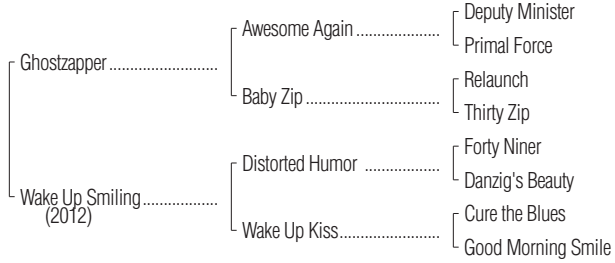 Deputy Minister
Awesome Again ....................
Primal Force
Ghostzapper ..........................
Relaunch
Baby Zip ................................
Thirty Zip
Forty Niner
Distorted Humor ..................
Danzig's Beauty
Wake Up Smiling..................
(2012)
Cure the Blues
Wake Up Kiss........................
Good Morning Smile